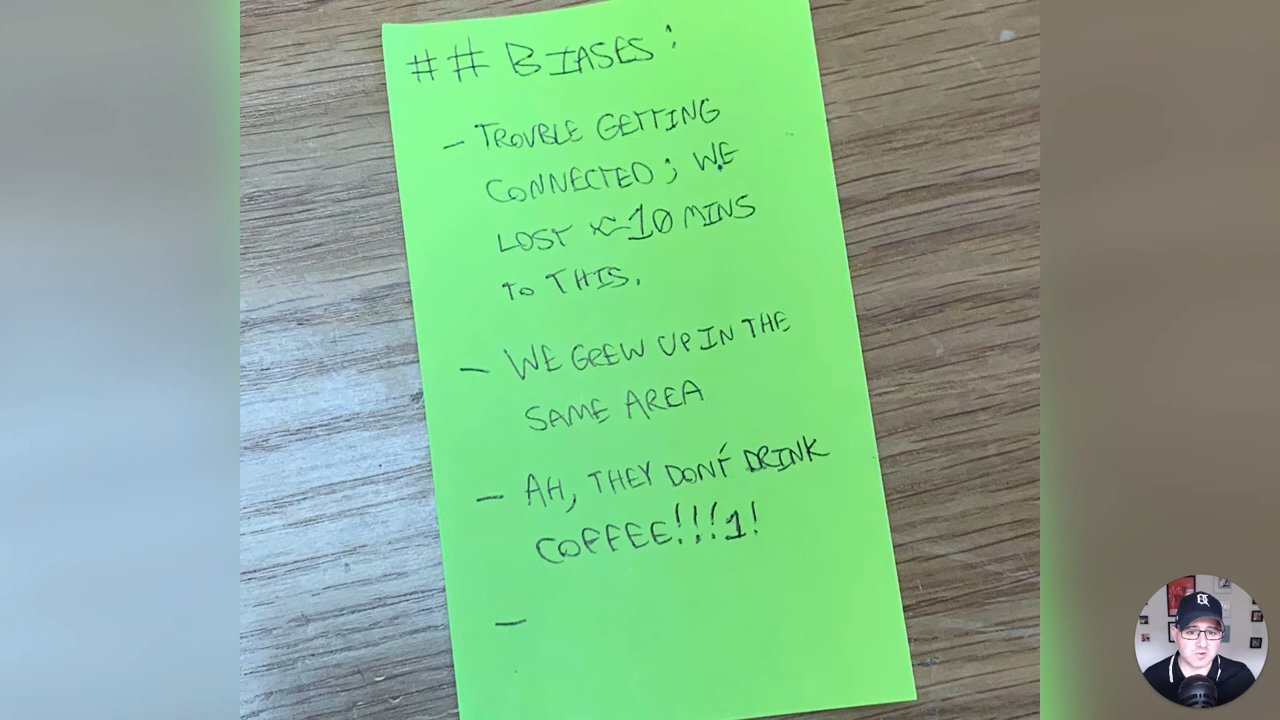 ## BIASES:
- TROUBLE GETTING
CONNECTED; WE
LOST ~10 MINS
TO THIS.
- WE GREW UP IN THE
SAME AREA
- AH, THEY DON'T DRINK
COFFEE!!!1!
-